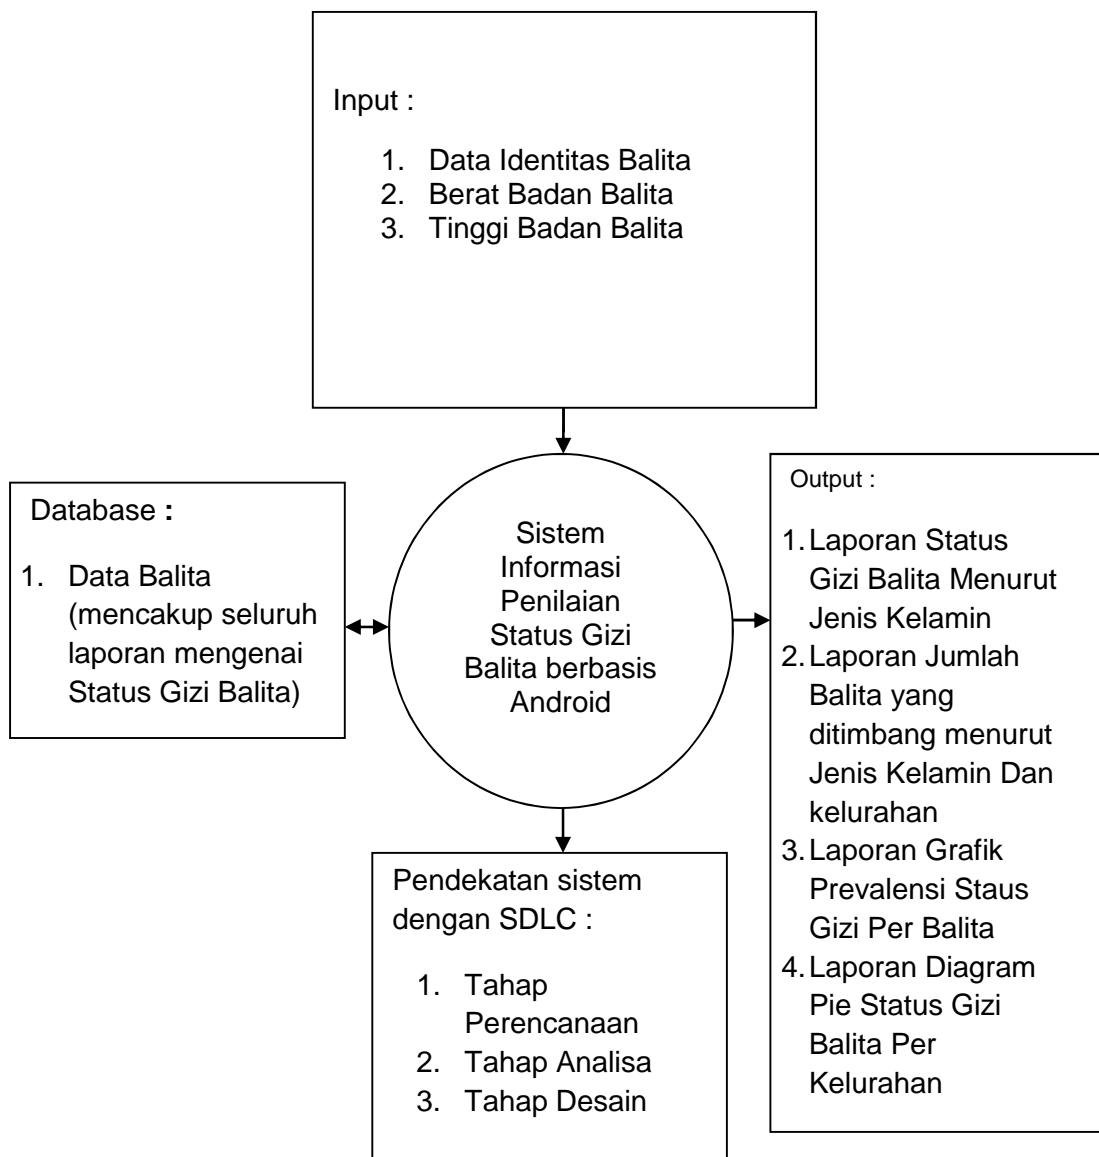 Input :
1. Data Identitas Balita
2. Berat Badan Balita
3. Tinggi Badan Balita
Database :
1. Data Balita
(mencakup seluruh
laporan mengenai
Status Gizi Balita)
Sistem
Informasi
Penilaian
Status Gizi
Balita berbasis
Android
Output :
1. Laporan Status
Gizi Balita Menurut
Jenis Kelamin
2. Laporan Jumlah
Balita yang
ditimbang menurut
Jenis Kelamin Dan
kelurahan
3. Laporan Grafik
Prevalensi Staus
Gizi Per Balita
4. Laporan Diagram
Pie Status Gizi
Balita Per
Kelurahan
Pendekatan sistem
dengan SDLC :
1. Tahap
Perencanaan
2. Tahap Analisa
3. Tahap Desain